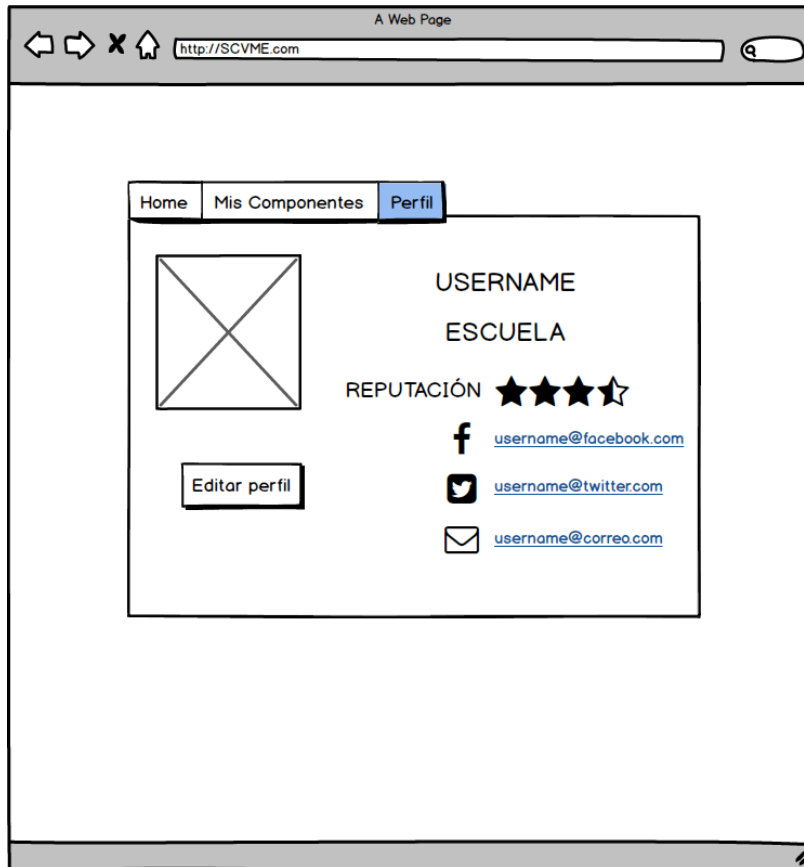 A Web Page
http://SCVME.com
Home Mis Componentes Perfil
USERNAME
ESCUELA
REPUTACIÓN
username@facebook.com
Editar perfil
username@twitter.com
username@correo.com